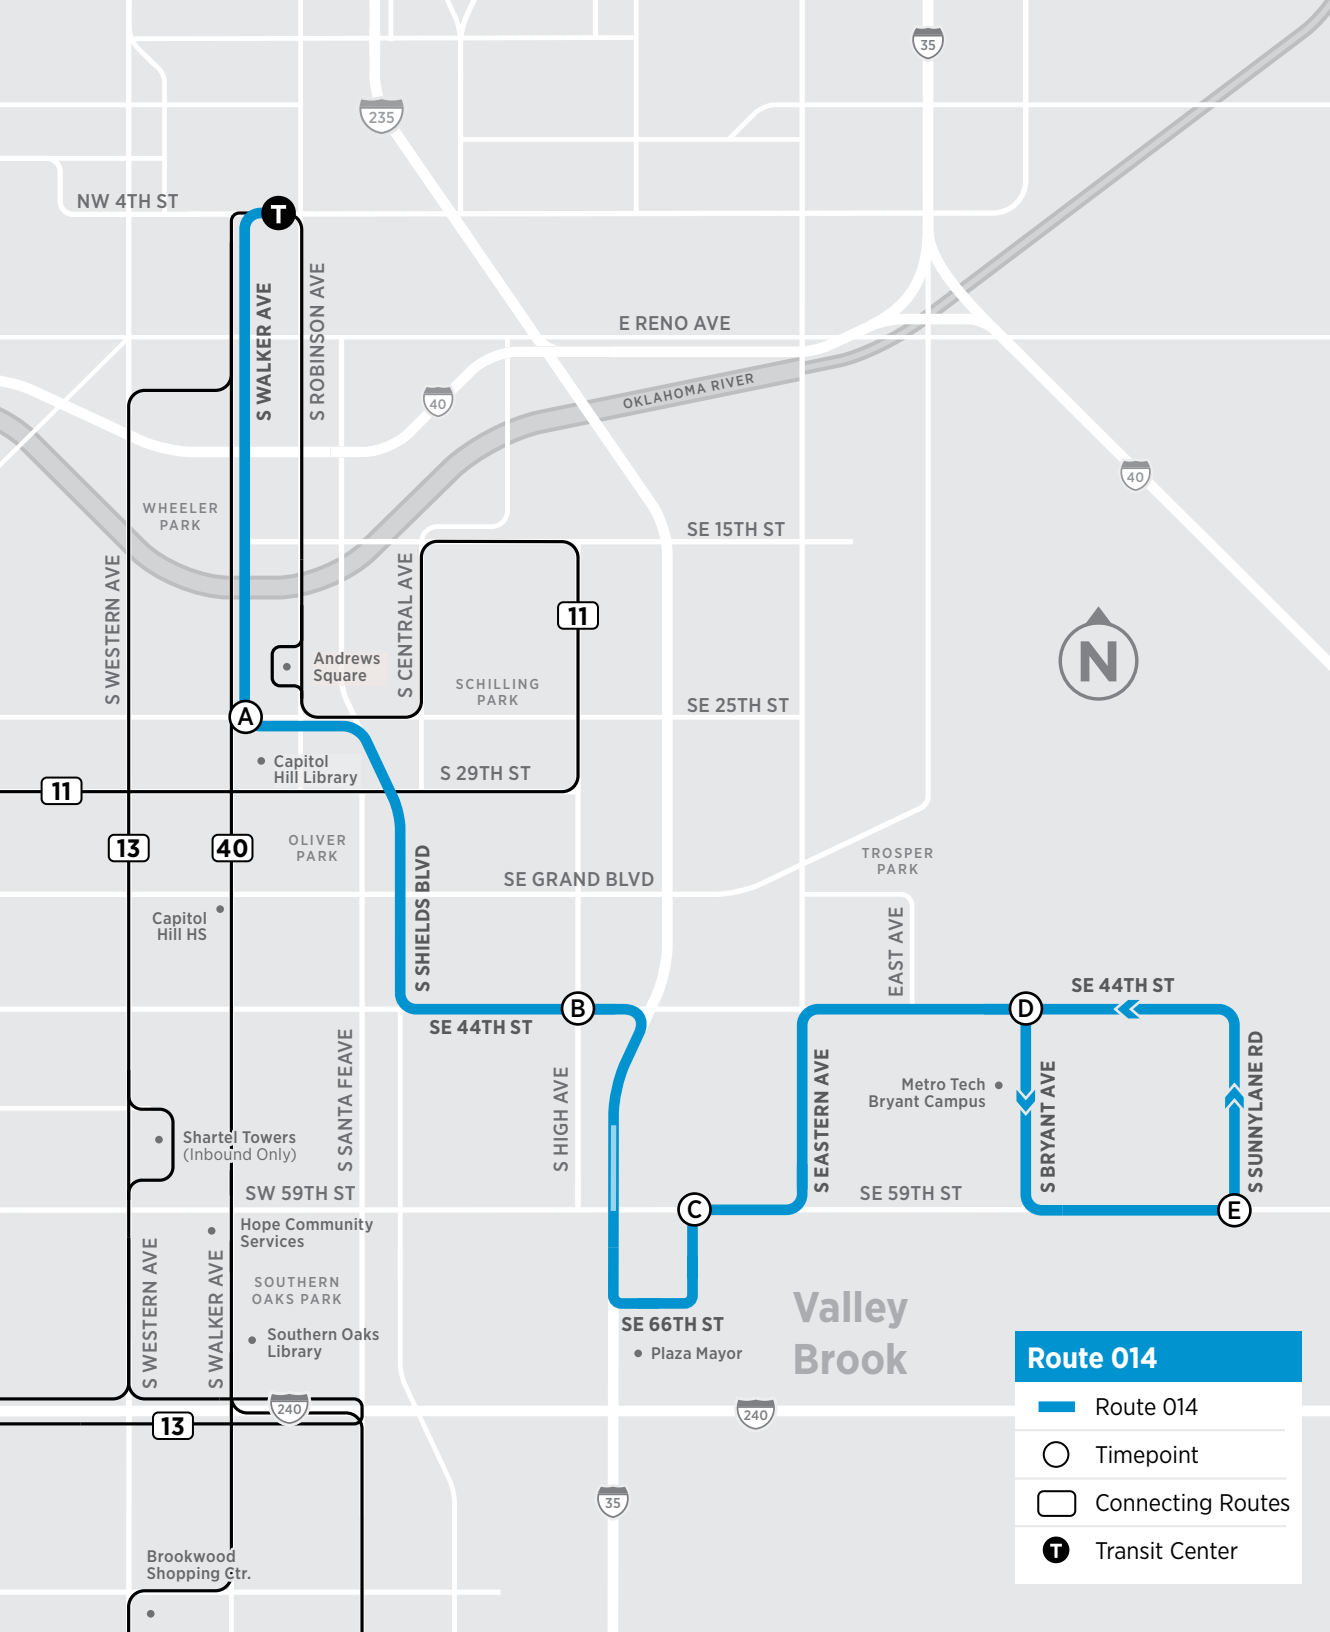 35
235
NW 4TH ST
T
S WALKER AVE
S ROBINSON AVE
E RENO AVE
40
OKLAHOMA RIVER
40
WHEELER
PARK
SE 15TH ST
S WESTERN AVE
S CENTRAL AVE
11
N
Andrews
Square
SCHILLING
PARK
SE 25TH ST
A
Capitol
Hill Library
S 29TH ST
11
13
40
OLIVER
PARK
S SHIELDS BLVD
SE GRAND BLVD
TROSPER
PARK
Capitol
Hill HS
EAST AVE
SE 44TH ST
B
SE 44TH ST
D
S SANTA FEAVE
S HIGH AVE
S EASTERN AVE
Metro Tech
Bryant Campus
S BRYANT AVE
S SUNNYLANE RD
Shartel Towers
(Inbound Only)
SW 59TH ST
C
SE 59TH ST
E
Hope Community
Services
S WESTERN AVE
S WALKER AVE
SOUTHERN
OAKS PARK
Southern Oaks
Library
SE 66TH ST
Plaza Mayor
Valley
Brook
240
13
240
35
Brookwood
Shopping Ctr.
Route 014
Route 014
Timepoint
Connecting Routes
T
Transit Center